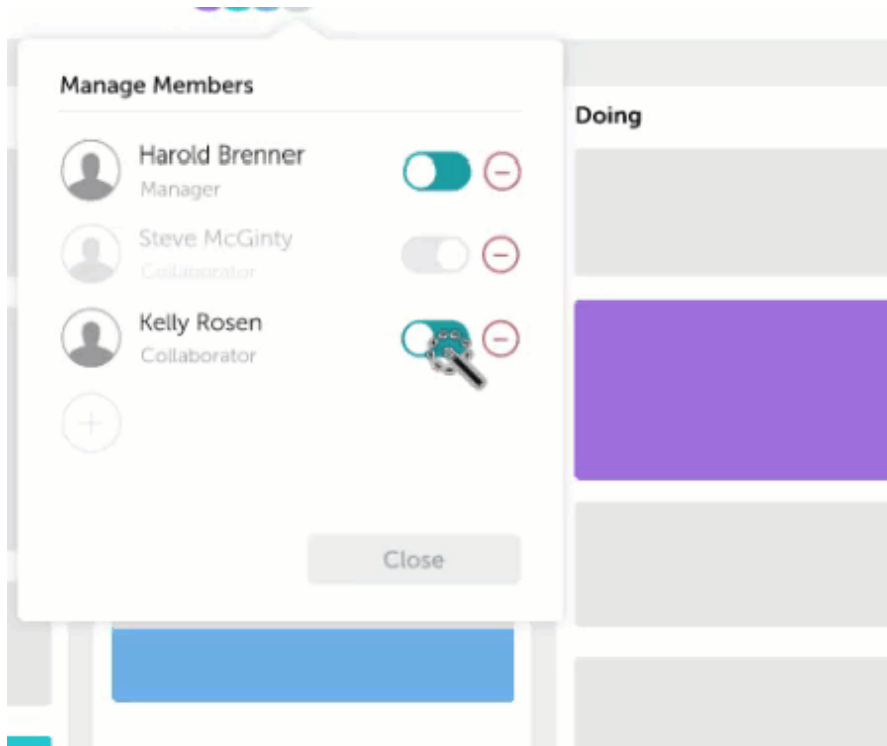 Manage Members
Doing
Harold Brenner
Manager
Steve McGinty
Collaborator
Kelly Rosen
Collaborator
Close